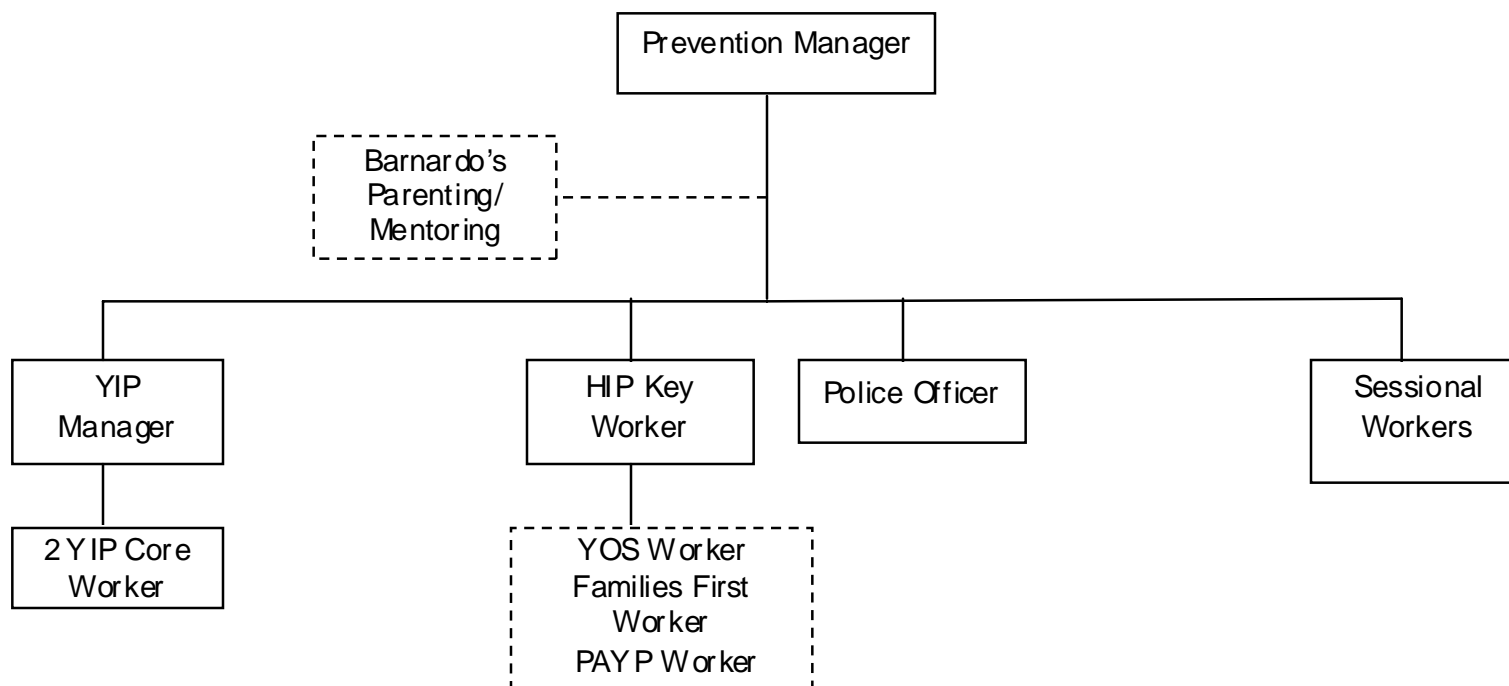 Prevention Manager
Barnardo's
Parenting/
Mentoring
YIP
Manager
HIP Key
Worker
Police Officer
Sessional
Workers
2 YIP Core
Worker
YOS Worker
Families First
Worker
PAYP Worker